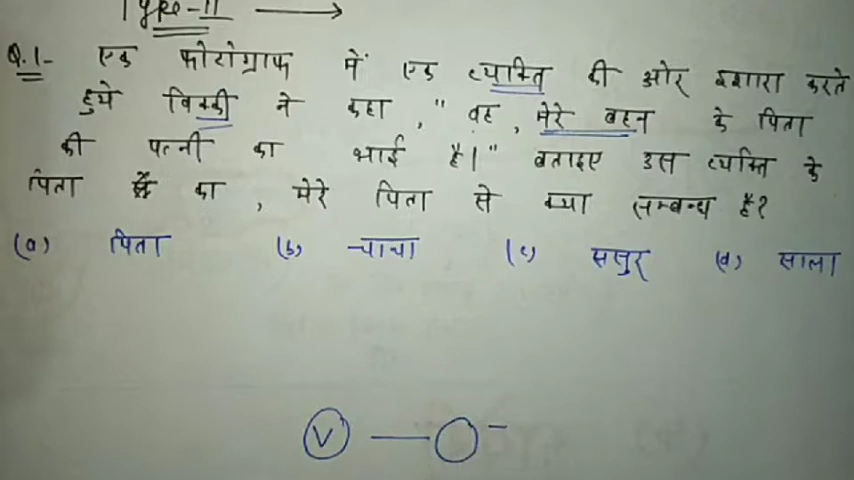 Type-II
Q.1- एक फोटोग्राफ में एक व्यक्ति की ओर इशारा करते
हुये विक्की ने कहा, " वह, मेरे बहन के पिता
की पत्नी का भाई है।" बताइए उस व्यक्ति के
पिता का, मेरे पिता से क्या सम्बन्ध है?
(a) पिता (b) चाचा (c) ससुर (d) साला
V